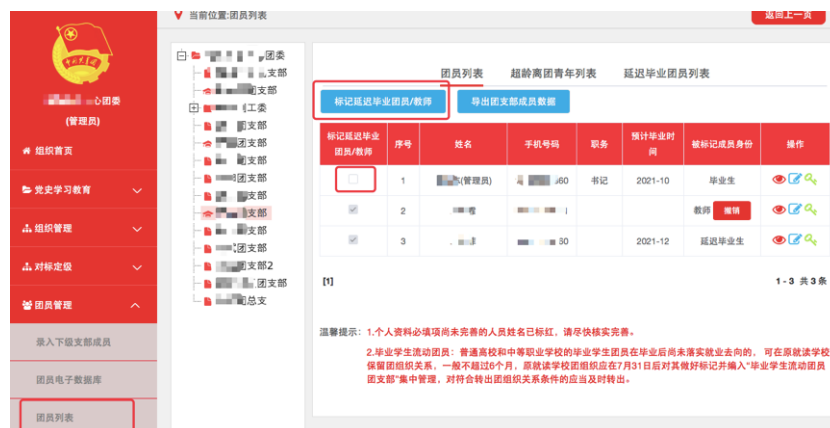 当前位置:团员列表
返回上一页
心团委
(管理员)
组织首页
党史学习教育
组织管理
对标定级
团员管理
录入下级支部成员
团员电子数据库
团员列表
团委
支部
支部
工委
支部
团支部
支部
团支部
支部
支部
支部
团支部
支部2
团支部
总支
团员列表 超龄离团青年列表 延迟毕业团员列表
标记延迟毕业团员/教师 导出团支部成员数据
标记延迟毕业团员/教师 序号 姓名 手机号码 职务 预计毕业时间 被标记成员身份 操作
1 (管理员) 60 书记 2021-10 毕业生
2 教师 撤销
3 30 2021-12 延迟毕业生
[1] 1 - 3 共 3 条
温馨提示: 1.个人资料必填项尚未完善的人员姓名已标红，请尽快核实完善。
2.毕业学生流动团员：普通高校和中等职业学校的毕业学生团员在毕业后尚未落实就业去向的，可在原就读学校
保留团组织关系，一般不超过6个月，原就读学校团组织应在7月31日后对其做好标记并编入“毕业学生流动团员
团支部”集中管理，对符合转出团组织关系条件的应当及时转出。